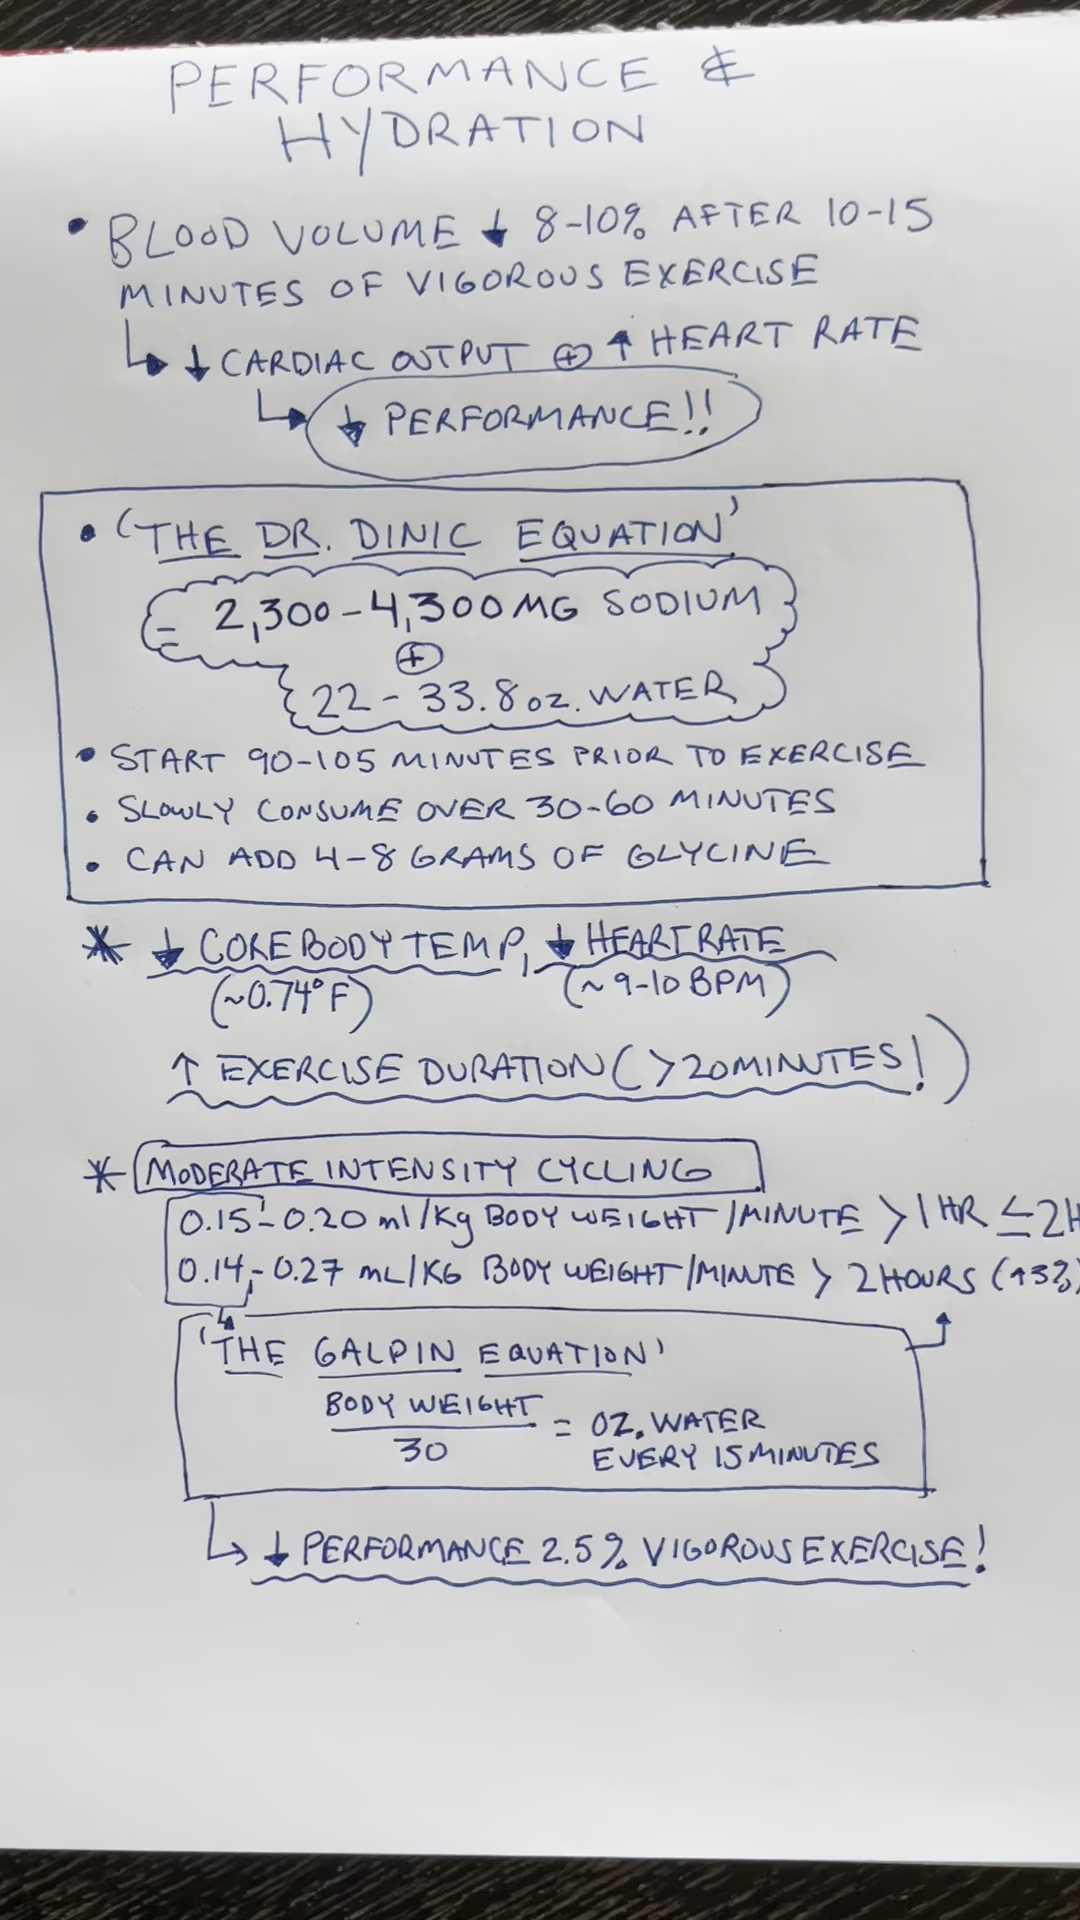 PERFORMANCE &
HYDRATION
• BLOOD VOLUME ↓ 8-10% AFTER 10-15
MINUTES OF VIGOROUS EXERCISE
↳ ↓ CARDIAC OUTPUT ⊕ ↑ HEART RATE
↳ ↓ PERFORMANCE!!
• 'THE DR. DINIC EQUATION'
= 2,300-4,300 MG SODIUM
⊕
22-33.8 oz. WATER
• START 90-105 MINUTES PRIOR TO EXERCISE
• SLOWLY CONSUME OVER 30-60 MINUTES
• CAN ADD 4-8 GRAMS OF GLYCINE
* ↓ CORE BODY TEMP, ↓ HEART RATE
(~0.74°F) (~9-10 BPM)
↑ EXERCISE DURATION (>20 MINUTES!)
* MODERATE INTENSITY CYCLING
0.15-0.20 ml/Kg BODY WEIGHT/MINUTE > 1 HR ≤ 2H
0.14-0.27 mL/KG BODY WEIGHT/MINUTE > 2 HOURS (↑3%)
'THE GALPIN EQUATION'
BODY WEIGHT
30
= OZ. WATER
EVERY 15 MINUTES
↳ ↓ PERFORMANCE 2.5% VIGOROUS EXERCISE!